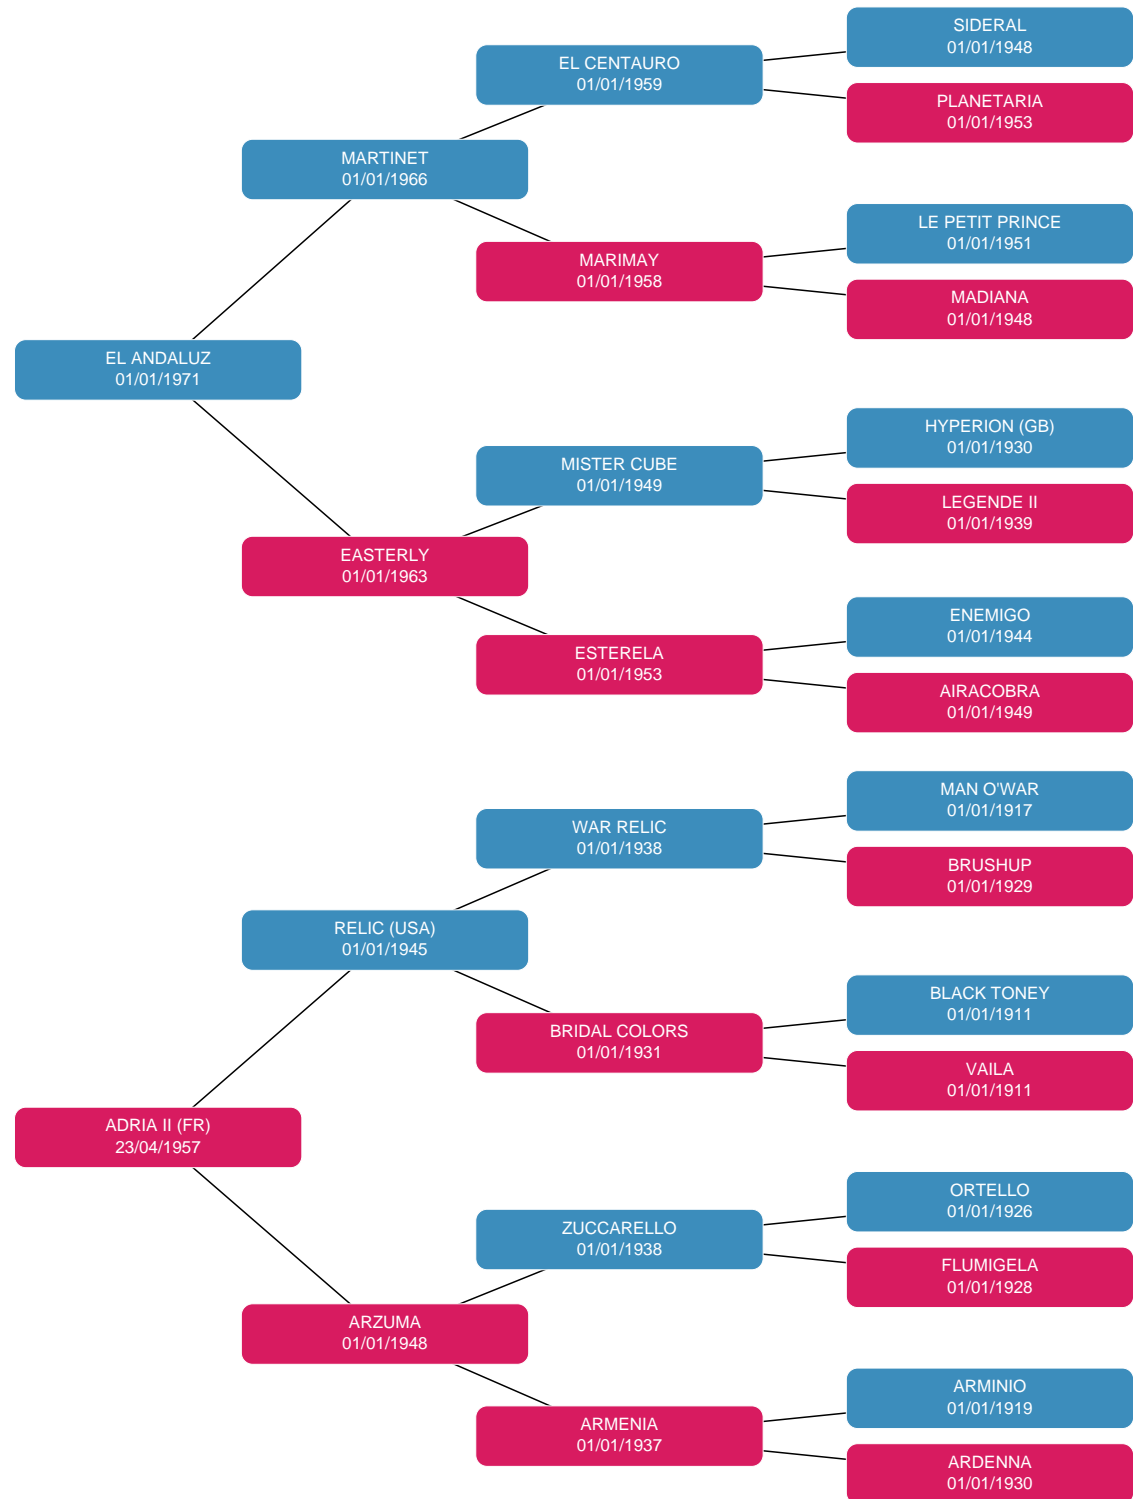 SIDERAL
01/01/1948
EL CENTAURO
01/01/1959
PLANETARIA
01/01/1953
MARTINET
01/01/1966
LE PETIT PRINCE
01/01/1951
MARIMAY
01/01/1958
MADIANA
01/01/1948
EL ANDALUZ
01/01/1971
HYPERION (GB)
01/01/1930
MISTER CUBE
01/01/1949
LEGENDE II
01/01/1939
EASTERLY
01/01/1963
ENEMIGO
01/01/1944
ESTERELA
01/01/1953
AIRACOBRA
01/01/1949
MAN O'WAR
01/01/1917
WAR RELIC
01/01/1938
BRUSHUP
01/01/1929
RELIC (USA)
01/01/1945
BLACK TONEY
01/01/1911
BRIDAL COLORS
01/01/1931
VAILA
01/01/1911
ADRIA II (FR)
23/04/1957
ORTELLO
01/01/1926
ZUCCARELLO
01/01/1938
FLUMIGELA
01/01/1928
ARZUMA
01/01/1948
ARMINIO
01/01/1919
ARMENIA
01/01/1937
ARDENNA
01/01/1930